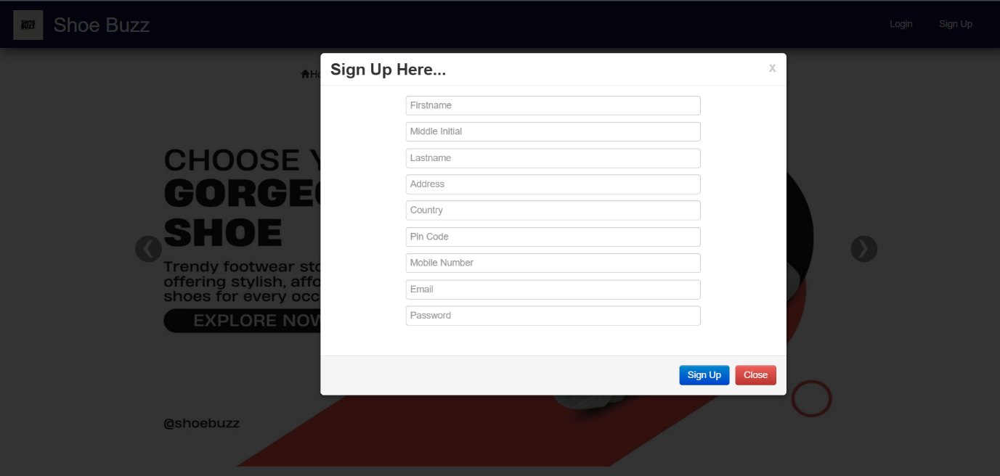 SHOE
BUZZ
Shoe Buzz
Login
Sign Up
Sign Up Here...
x
Firstname
Middle Initial
Lastname
Address
Country
Pin Code
Mobile Number
Email
Password
Sign Up
Close
CHOOSE
GORGE
SHOE
Trendy footwear sto
offering stylish, affo
shoes for every occ
EXPLORE NOW
@shoebuzz